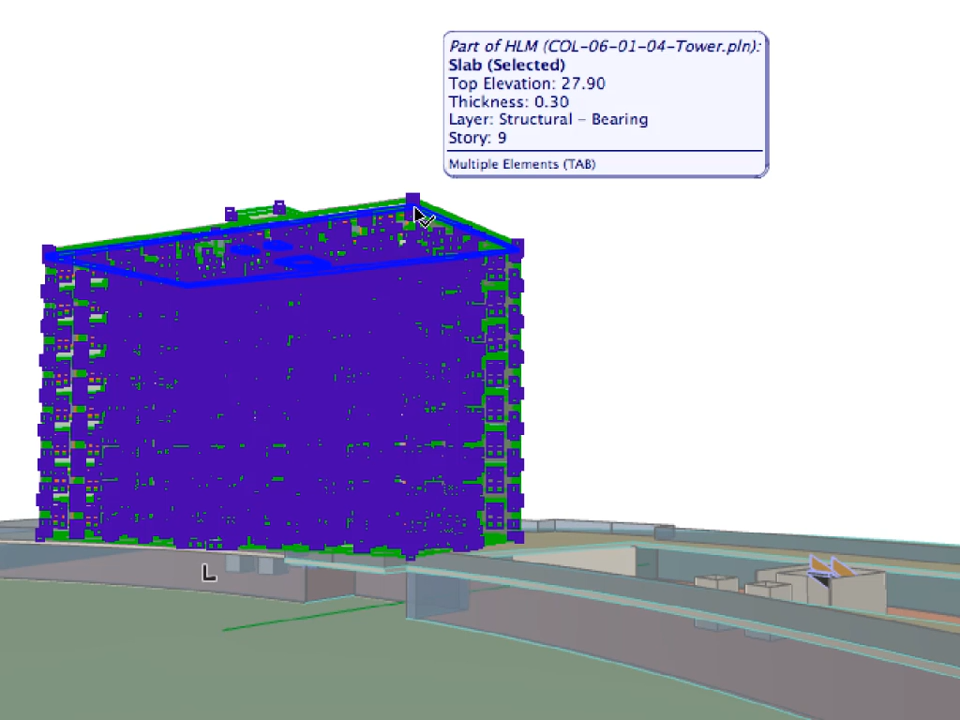 Part of HLM (COL-06-01-04-Tower.pln):
Slab (Selected)
Top Elevation: 27.90
Thickness: 0.30
Layer: Structural - Bearing
Story: 9
Multiple Elements (TAB)